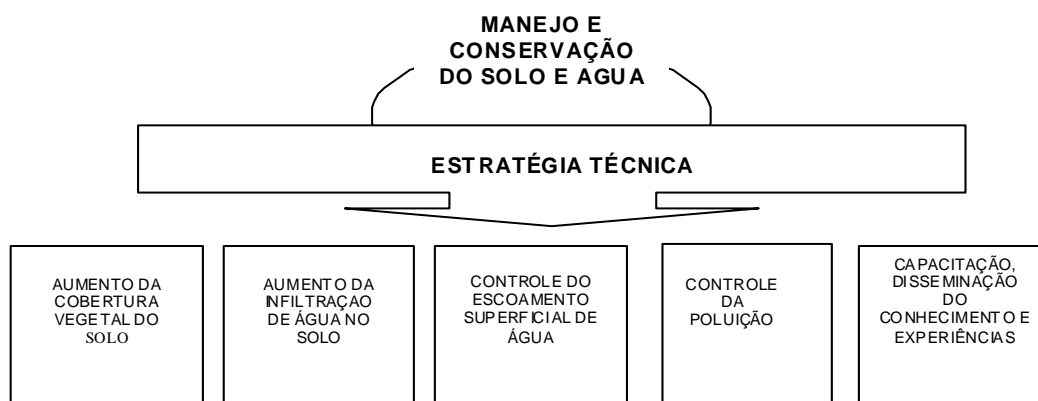 MANEJO E
CONSERVAÇÃO
DO SOLO E AGUA
ESTRATÉGIA TÉCNICA
AUMENTO DA
COBERTURA
VEGETAL DO
SOLO
AUMENTO DA
INFILTRAÇAO
DE ÁGUA NO
SOLO
CONTROLE DO
ESCOAMENTO
SUPERFICIAL DE
ÁGUA
CONTROLE
DA
POLUIÇÃO
CAPACITAÇÃO,
DISSEMINAÇÃO
DO
CONHECIMENTO E
EXPERIÊNCIAS